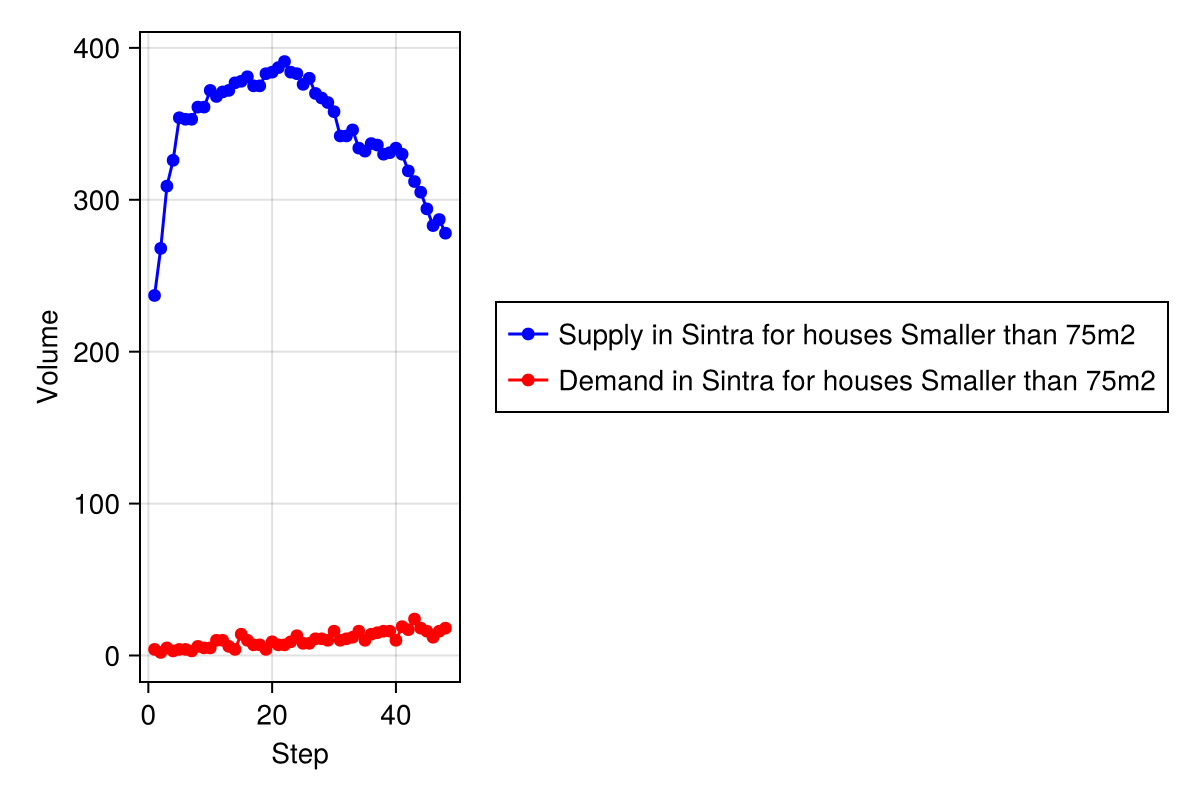 400
300
200
100
0
Volume
0 20 40
Step
Supply in Sintra for houses Smaller than 75m2
Demand in Sintra for houses Smaller than 75m2